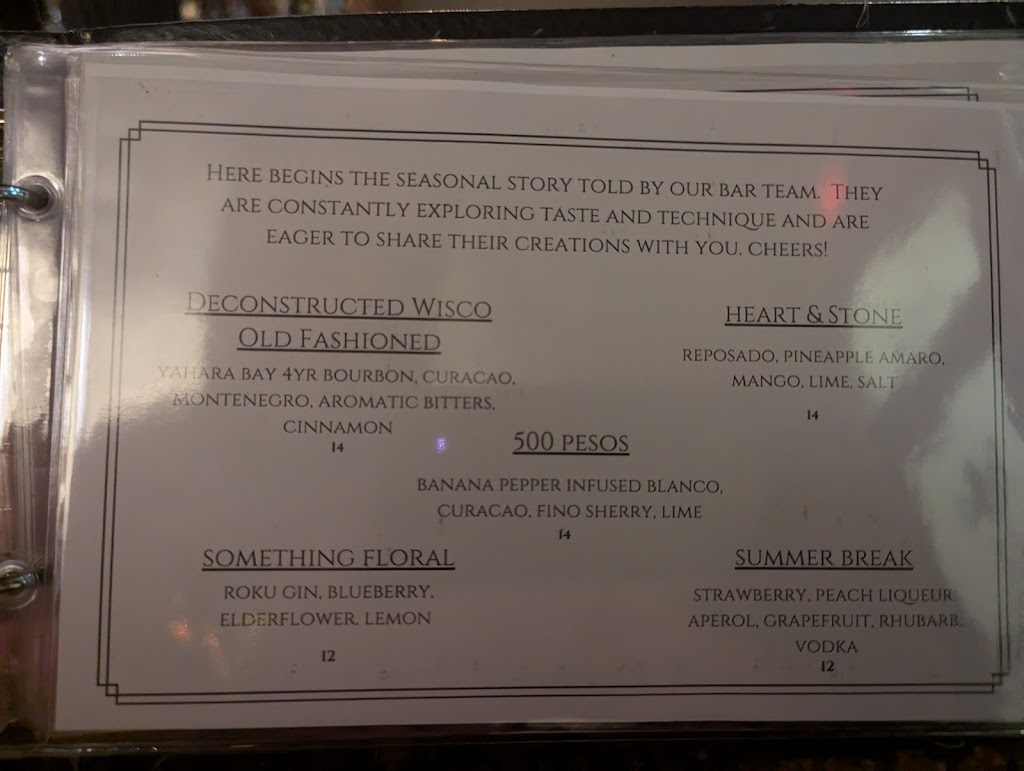 HERE BEGINS THE SEASONAL STORY TOLD BY OUR BAR TEAM. THEY
ARE CONSTANTLY EXPLORING TASTE AND TECHNIQUE AND ARE
EAGER TO SHARE THEIR CREATIONS WITH YOU. CHEERS!
DECONSTRUCTED WISCO
OLD FASHIONED
YAHARA BAY 4YR BOURBON, CURACAO,
MONTENEGRO, AROMATIC BITTERS,
CINNAMON
14
HEART & STONE
REPOSADO, PINEAPPLE AMARO,
MANGO, LIME, SALT
14
500 PESOS
BANANA PEPPER INFUSED BLANCO,
CURACAO, FINO SHERRY, LIME
14
SOMETHING FLORAL
ROKU GIN, BLUEBERRY,
ELDERFLOWER, LEMON
12
SUMMER BREAK
STRAWBERRY, PEACH LIQUEUR
APEROL, GRAPEFRUIT, RHUBARB,
VODKA
12